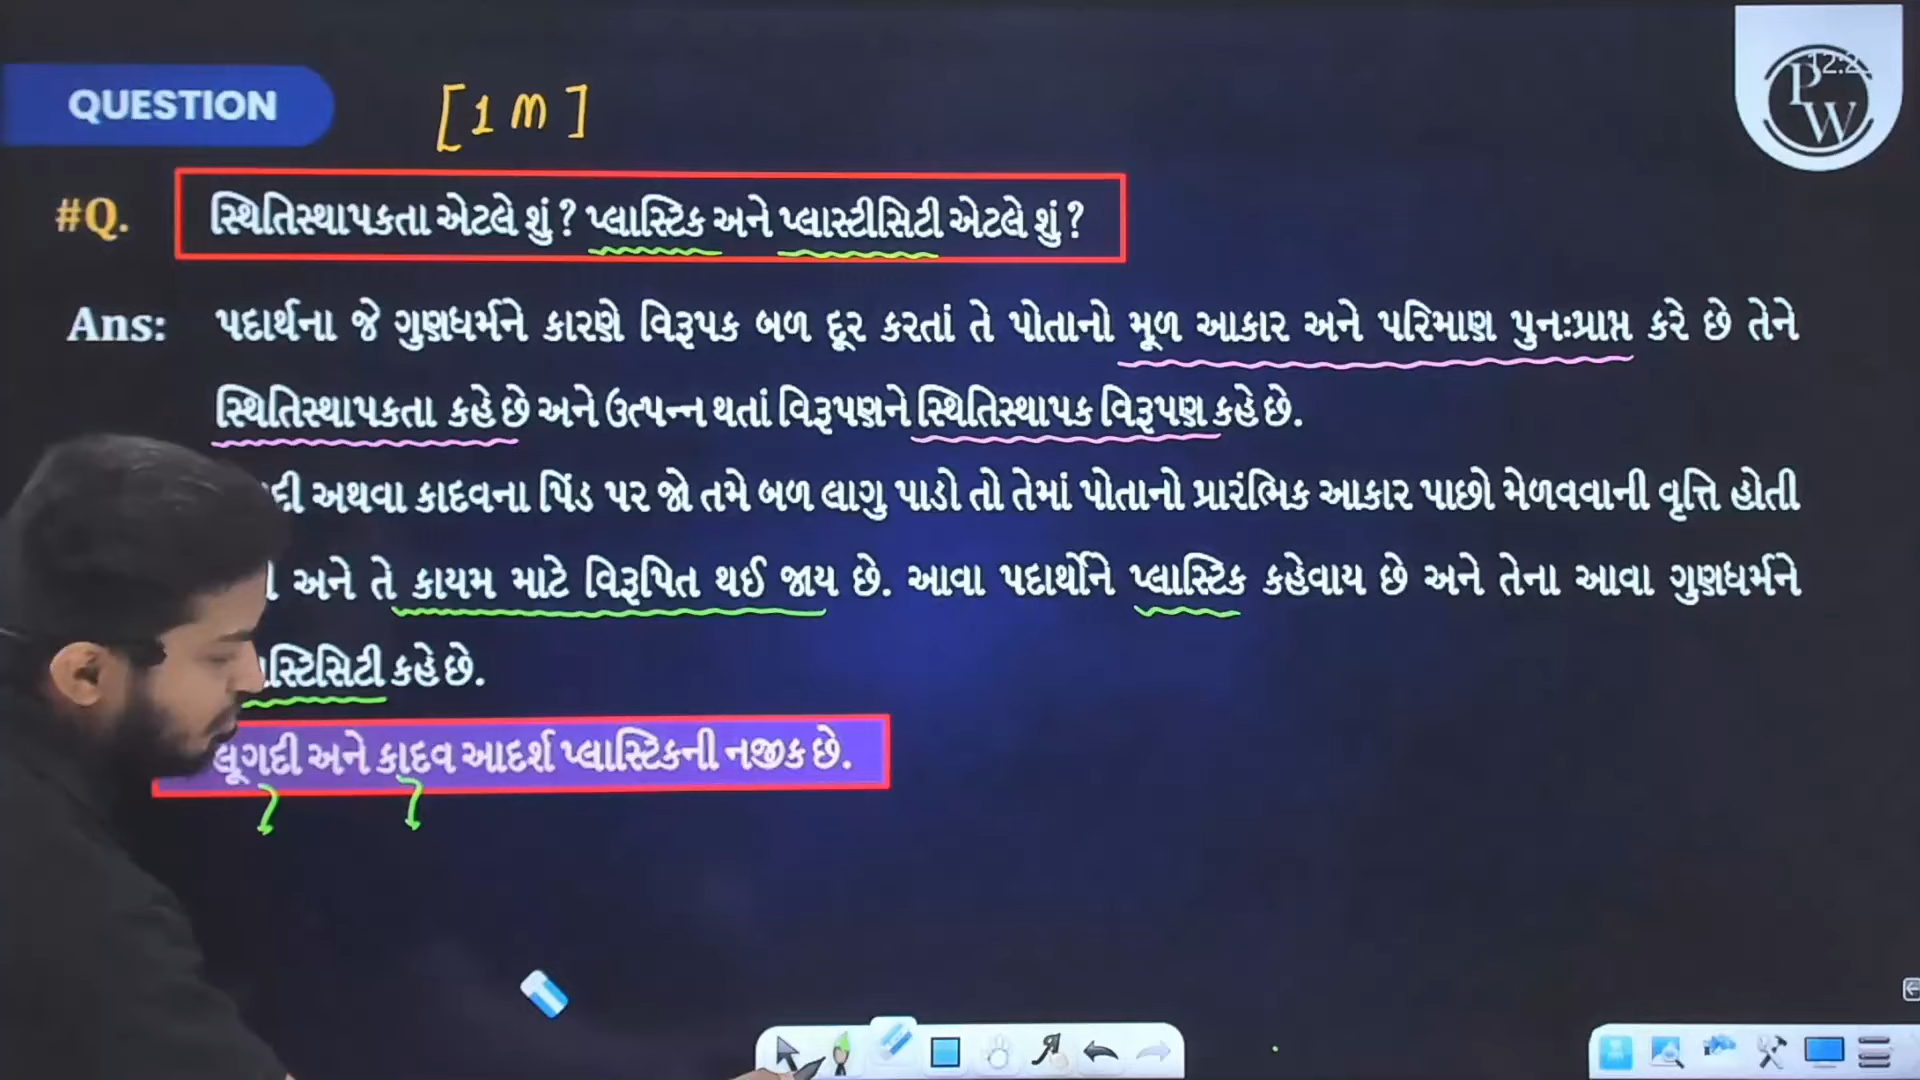 QUESTION
[1 m]
#Q. સ્થિતિસ્થાપકતા એટલે શું ? પ્લાસ્ટિક અને પ્લાસ્ટીસિટી એટલે શું ?
Ans: પદાર્થના જે ગુણધર્મને કારણે વિરૂપક બળ દૂર કરતાં તે પોતાનો મૂળ આકાર અને પરિમાણ પુનઃપ્રાપ્ત કરે છે તેને
સ્થિતિસ્થાપકતા કહે છે અને ઉત્પન્ન થતાં વિરૂપણને સ્થિતિસ્થાપક વિરૂપણ કહે છે.
અથવા કાદવના પિંડ પર જો તમે બળ લાગુ પાડો તો તેમાં પોતાનો પ્રારંભિક આકાર પાછો મેળવવાની વૃત્તિ હોતી
અને તે કાયમ માટે વિરૂપિત થઈ જાય છે. આવા પદાર્થોને પ્લાસ્ટિક કહેવાય છે અને તેના આવા ગુણધર્મને
સ્ટિસિટી કહે છે.
લૂગદી અને કાદવ આદર્શ પ્લાસ્ટિકની નજીક છે.
PW